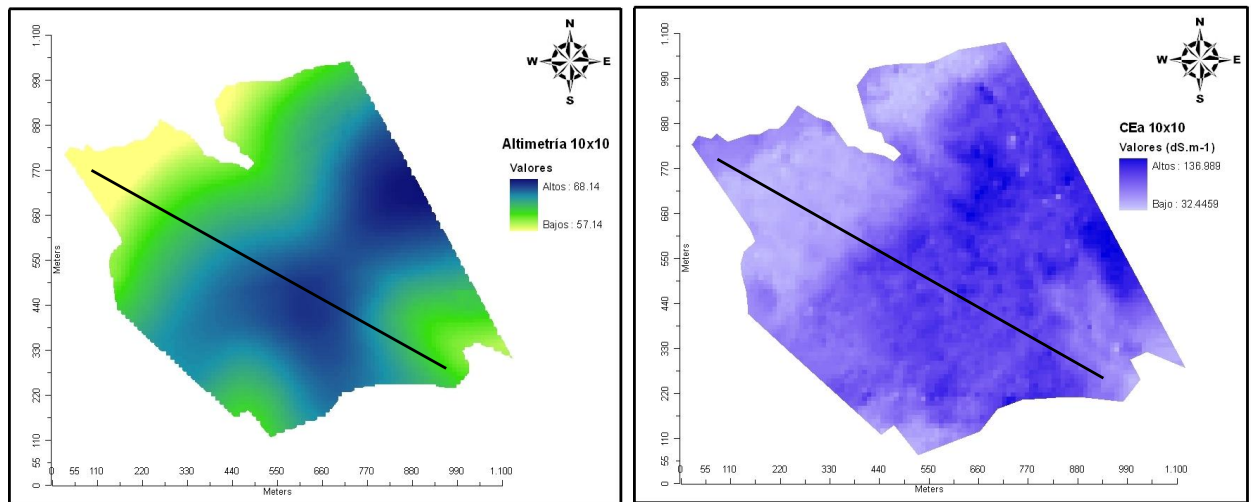 N
W E
S
Altimetría 10x10
Valores
Altos : 68.14
Bajos : 57.14
1.100
990
880
770
660
550
440
330
220
110
55
0
Meters
0 55 110 220 330 440 550 660 770 880 990 1.100
Meters
N
W E
S
CEa 10x10
Valores (dS.m-1)
Altos : 136.989
Bajo : 32.4459
1.100
990
880
770
660
550
440
330
220
110
55
0
Meters
0 55 110 220 330 440 550 660 770 880 990 1.100
Meters